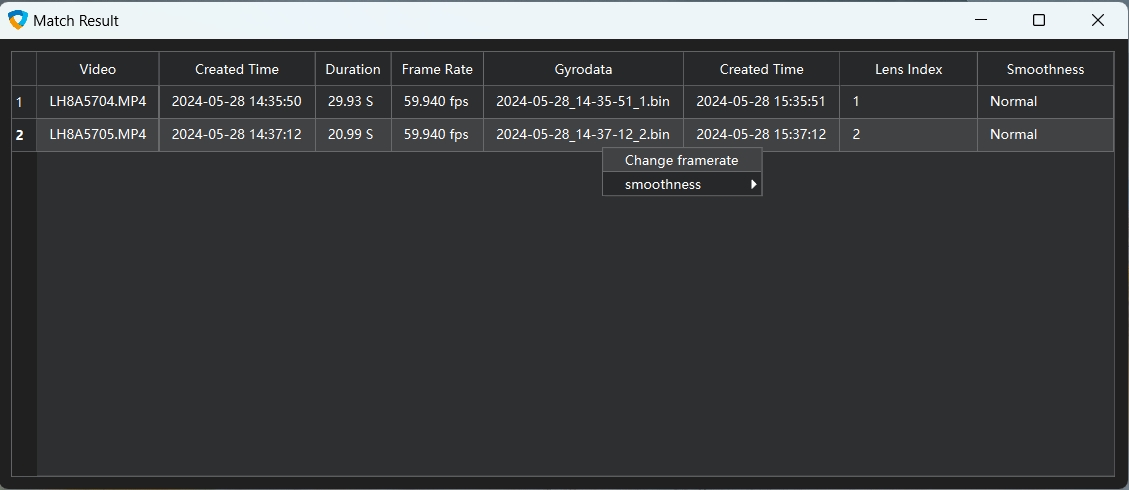 Match Result
Video Created Time Duration Frame Rate Gyrodata Created Time Lens Index Smoothness
1 LH8A5704.MP4 2024-05-28 14:35:50 29.93 S 59.940 fps 2024-05-28_14-35-51_1.bin 2024-05-28 15:35:51 1 Normal
2 LH8A5705.MP4 2024-05-28 14:37:12 20.99 S 59.940 fps 2024-05-28_14-37-12_2.bin 2024-05-28 15:37:12 2 Normal
Change framerate
smoothness